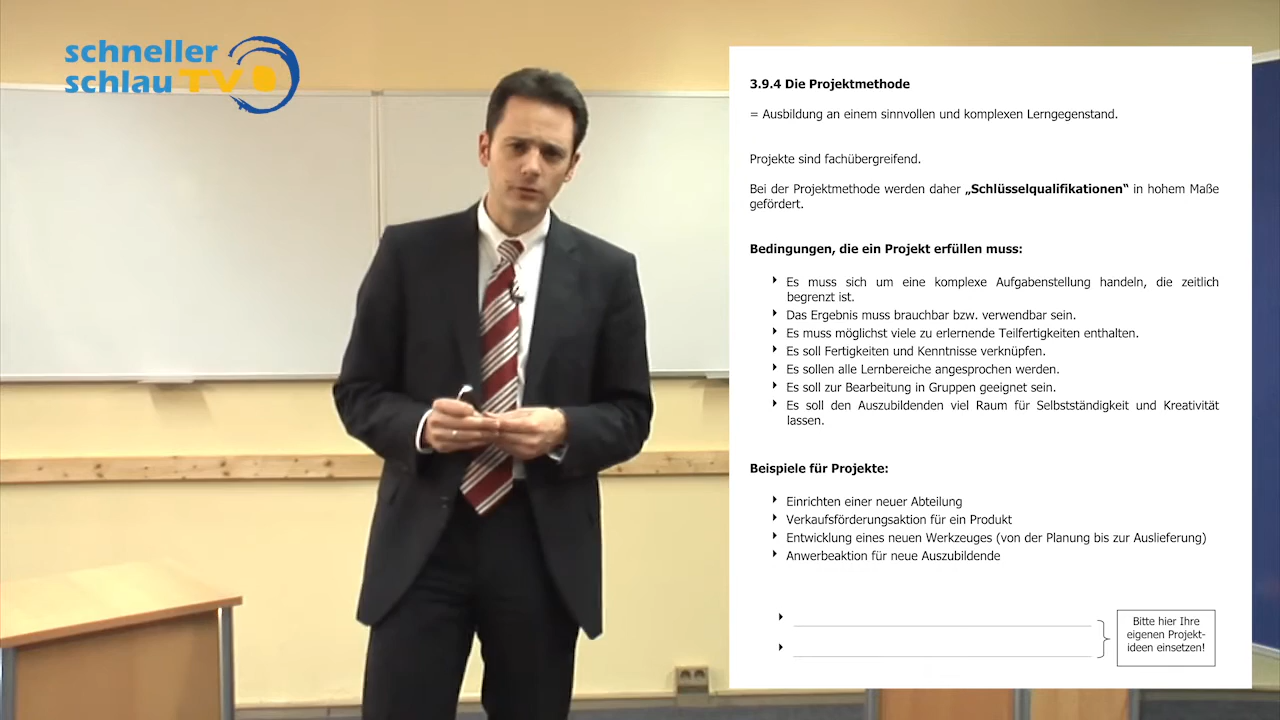 schneller
schlau TV
3.9.4 Die Projektmethode
= Ausbildung an einem sinnvollen und komplexen Lerngegenstand.
Projekte sind fachübergreifend.
Bei der Projektmethode werden daher „Schlüsselqualifikationen“ in hohem Maße
gefördert.
Bedingungen, die ein Projekt erfüllen muss:
Es muss sich um eine komplexe Aufgabenstellung handeln, die zeitlich
begrenzt ist.
Das Ergebnis muss brauchbar bzw. verwendbar sein.
Es muss möglichst viele zu erlernende Teilfertigkeiten enthalten.
Es soll Fertigkeiten und Kenntnisse verknüpfen.
Es sollen alle Lernbereiche angesprochen werden.
Es soll zur Bearbeitung in Gruppen geeignet sein.
Es soll den Auszubildenden viel Raum für Selbstständigkeit und Kreativität
lassen.
Beispiele für Projekte:
Einrichten einer neuer Abteilung
Verkaufsförderungsaktion für ein Produkt
Entwicklung eines neuen Werkzeuges (von der Planung bis zur Auslieferung)
Anwerbeaktion für neue Auszubildende
Bitte hier Ihre
eigenen Projekt-
ideen einsetzen!